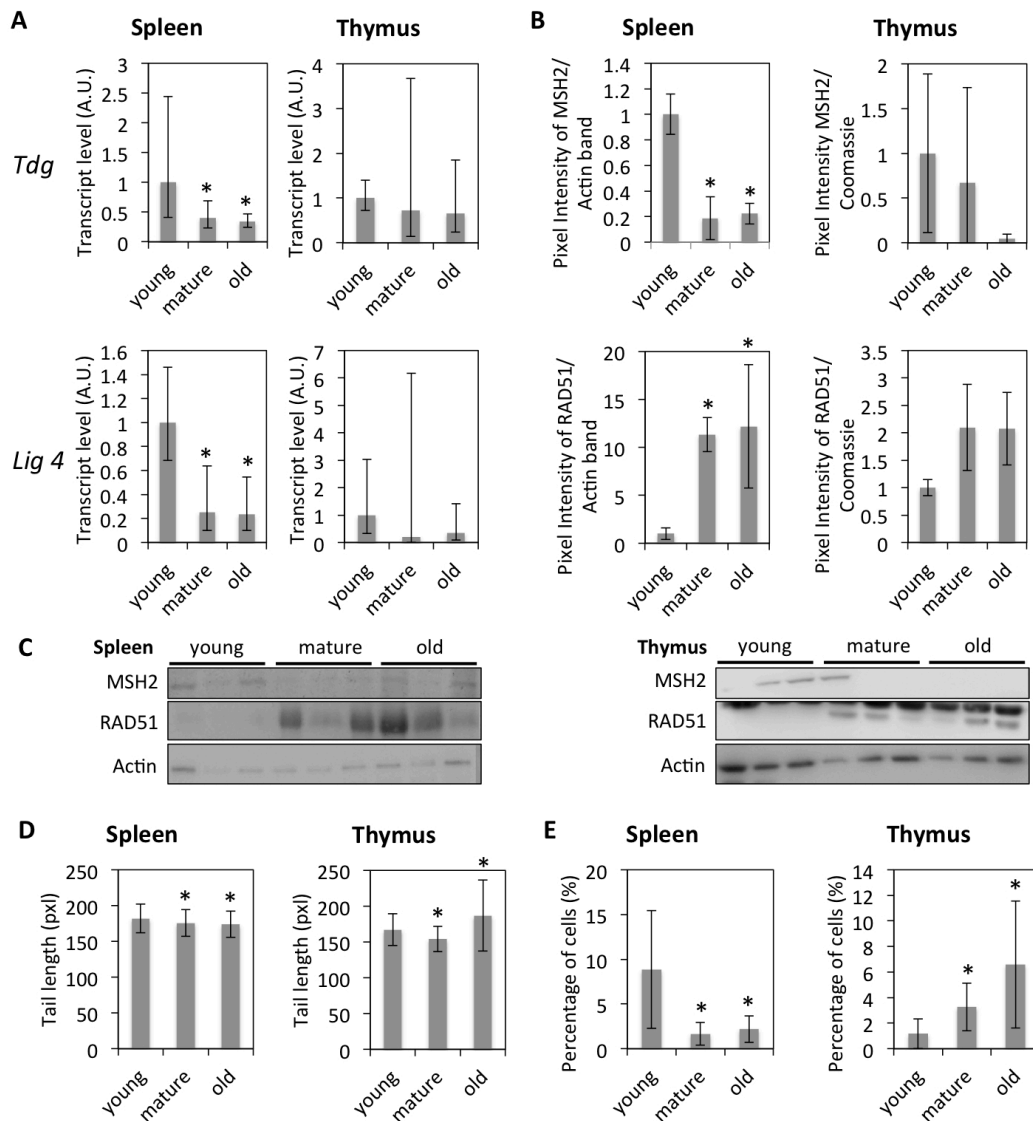 A
Spleen
Thymus
B
Spleen
Thymus
Tdg
Transcript level (A.U.)
3
2.5
2
1.5
1
0.5
0
*
*
young
mature
old
Transcript level (A.U.)
4
3
2
1
0
young
mature
old
Pixel Intensity of MSH2/
Actin band
1.4
1.2
1
0.8
0.6
0.4
0.2
0
*
*
young
mature
old
Pixel Intensity MSH2/
Coomassie
2
1.5
1
0.5
0
young
mature
old
Lig 4
Transcript level (A.U.)
1.6
1.4
1.2
1
0.8
0.6
0.4
0.2
0
*
*
young
mature
old
Transcript level (A.U.)
7
6
5
4
3
2
1
0
young
mature
old
Pixel Intensity of RAD51/
Actin band
20
15
10
5
0
*
*
young
mature
old
Pixel Intensity of RAD51/
Coomassie
3.5
3
2.5
2
1.5
1
0.5
0
young
mature
old
C
Spleen
young
mature
old
MSH2
RAD51
Actin
Thymus
young
mature
old
MSH2
RAD51
Actin
D
Spleen
Tail length (pxl)
250
200
150
100
50
0
*
*
young
mature
old
Thymus
Tail length (pxl)
250
200
150
100
50
0
*
*
young
mature
old
E
Spleen
Percentage of cells (%)
20
15
10
5
0
*
*
young
mature
old
Thymus
Percentage of cells (%)
14
12
10
8
6
4
2
0
*
*
young
mature
old